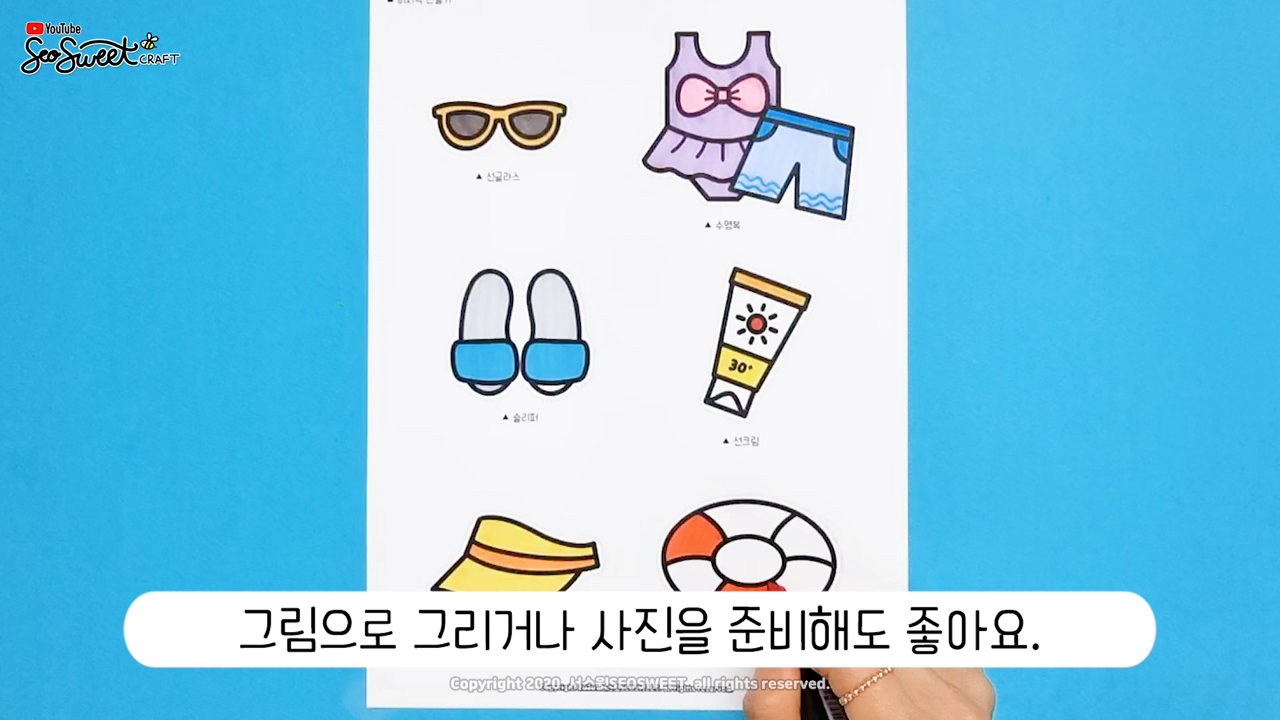 YouTube
SeoSweet CRAFT
▲ 선글라스
▲ 수영복
▲ 슬리퍼
30+
▲ 선크림
그림으로 그리거나 사진을 준비해도 좋아요.
Copyright 2020. 서스윗SEOSWEET. all rights reserved.